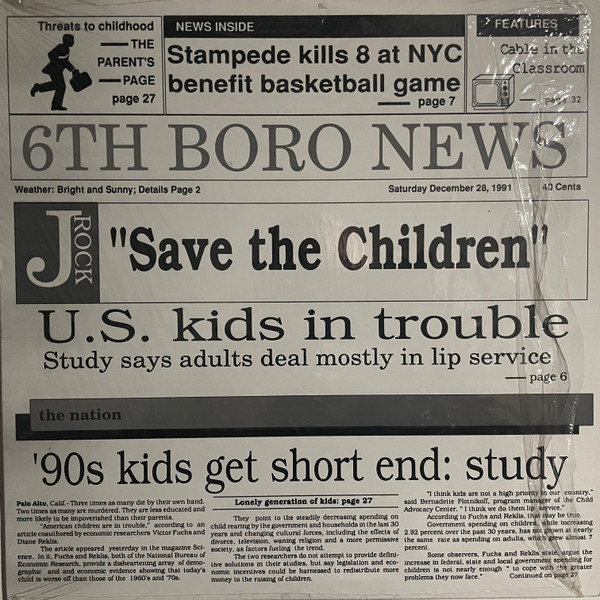 Threats to childhood
THE
PARENT'S
PAGE
page 27
NEWS INSIDE
Stampede kills 8 at NYC
benefit basketball game
page 7
FEATURES
Cable in the
Classroom
page 32
6TH BORO NEWS
Weather: Bright and Sunny; Details Page 2
Saturday December 28, 1991
40 Cents
J ROCK
"Save the Children"
U.S. kids in trouble
Study says adults deal mostly in lip service
page 6
the nation
'90s kids get short end: study
Palo Alto, Calif.- Three times as many die by their own hand.
Two times as many are murdered. They are less educated and
more likely to be impoverished than their parents.
"American children are in trouble," according to an
article coauthored by economic researchers Victor Fuchs and
Diane Reklis.
The article appeared yesterday in the magazine Sci-
ence. In it, Fuchs and Reklis, both of the National Bureau of
Economic Research, provide a disheartening array of demo-
graphic and economic evidence showing that today's
child is worse off than those of the 1960's and '70s.
Lonely generation of kids: page 27
They point to the steadily decreasing spending on
child rearing by the government and households in the last 30
years and changing cultural forces, including the effects of
divorce, television, waning religion and a more permissive
society, as factors fueling the trend.
The two researchers do not attempt to provide defini-
tive solutions in their studies, but say legislation and eco-
nomic incentives could be harnessed to redistribute more
money to the raising of children.
"I think kids are not a high priority in our country,"
said Bernadette Plotnikoff, program manager of the Child
Advocacy Center. "I think we do them lip service."
According to Fuchs and Reklis, that may be true.
Government spending on children, while increasing
2.92 percent over the past 30 years, has not grown at nearly
the same rate as spending on adults, which grew almost 7
percent.
Some observers, Fuchs and Reklis state, argue the
increase in federal, state and local government spending for
children is not nearly enough "to cope with the greater
problems they now face."
Continued on page 27